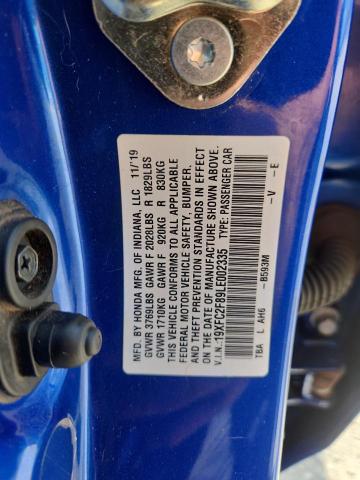 MFD. BY HONDA MFG. OF INDIANA, LLC 11/19
GVWR 3769LBS GAWR F 2028LBS R 1829LBS
GVWR 1710KG GAWR F 920KG R 830KG
THIS VEHICLE CONFORMS TO ALL APPLICABLE
FEDERAL MOTOR VEHICLE SAFETY, BUMPER,
AND THEFT PREVENTION STANDARDS IN EFFECT
ON THE DATE OF MANUFACTURE SHOWN ABOVE.
V.I.N.: 19XFC2F89LE002335 TYPE: PASSENGER CAR
-V -E
TBA L AH6 -B593M